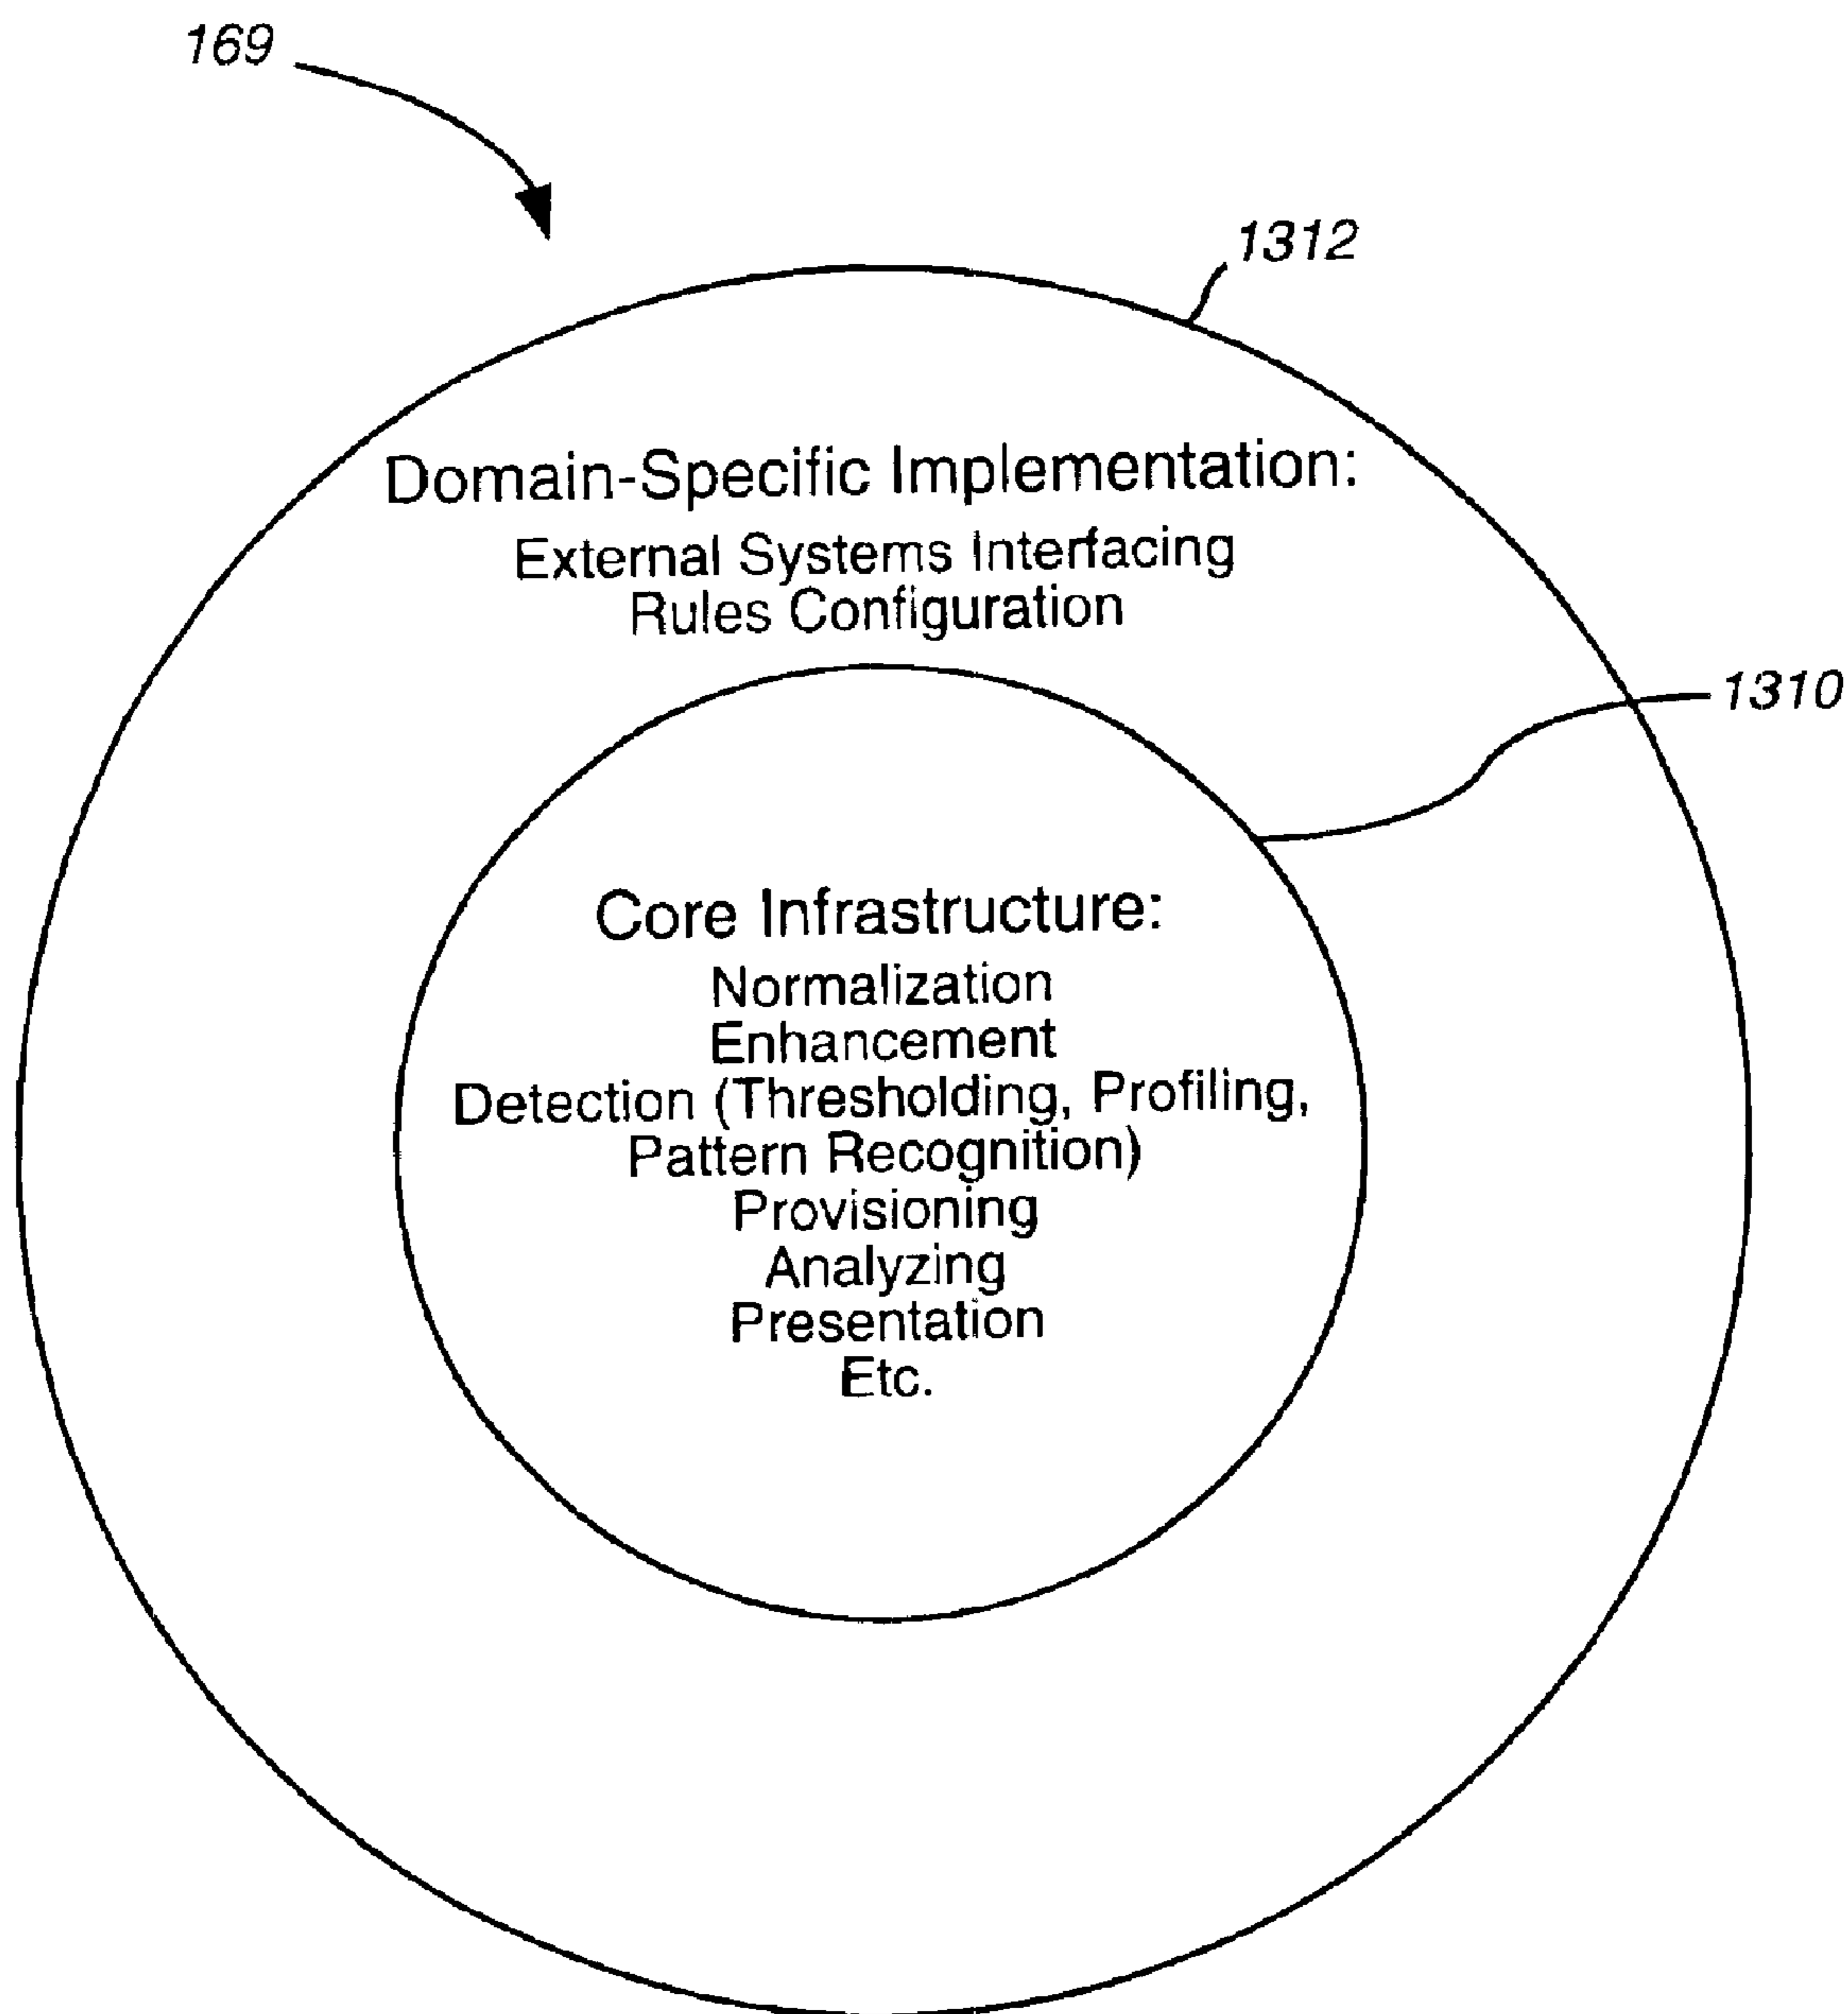 169
1312
Domain-Specific Implementation:
External Systems Interfacing
Rules Configuration
1310
Core Infrastructure:
Normalization
Enhancement
Detection (Thresholding, Profiling,
Pattern Recognition)
Provisioning
Analyzing
Presentation
Etc.